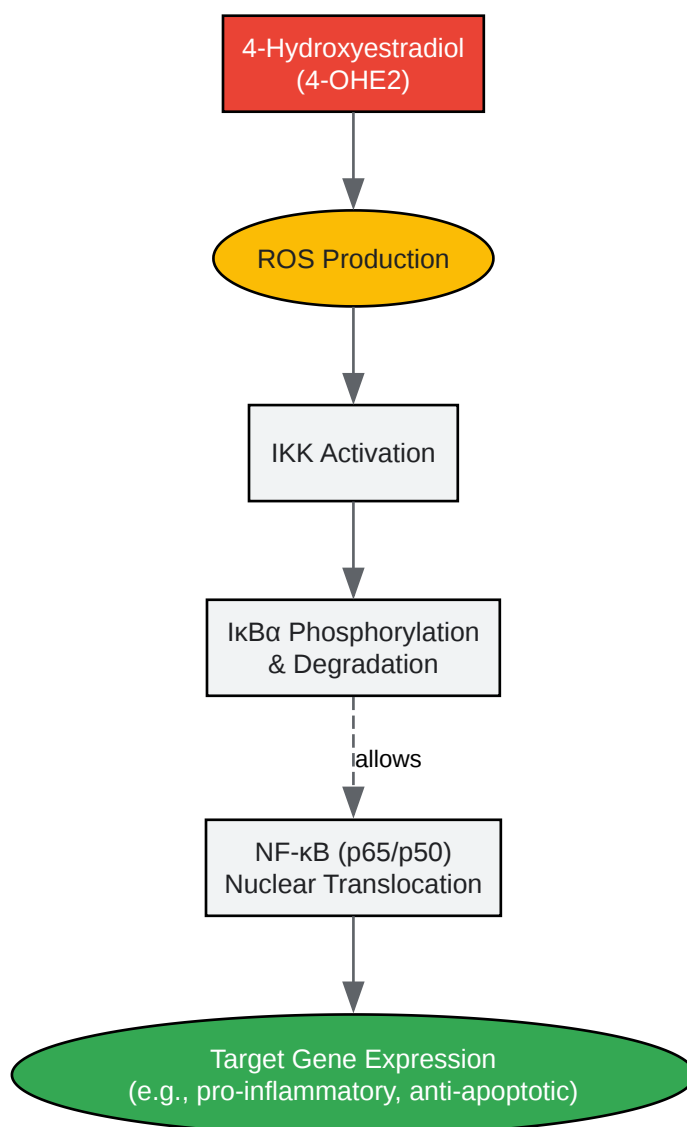 4-Hydroxyestradiol
(4-OHE2)
ROS Production
IKK Activation
IκBα Phosphorylation
& Degradation
allows
NF-κB (p65/p50)
Nuclear Translocation
Target Gene Expression
(e.g., pro-inflammatory, anti-apoptotic)